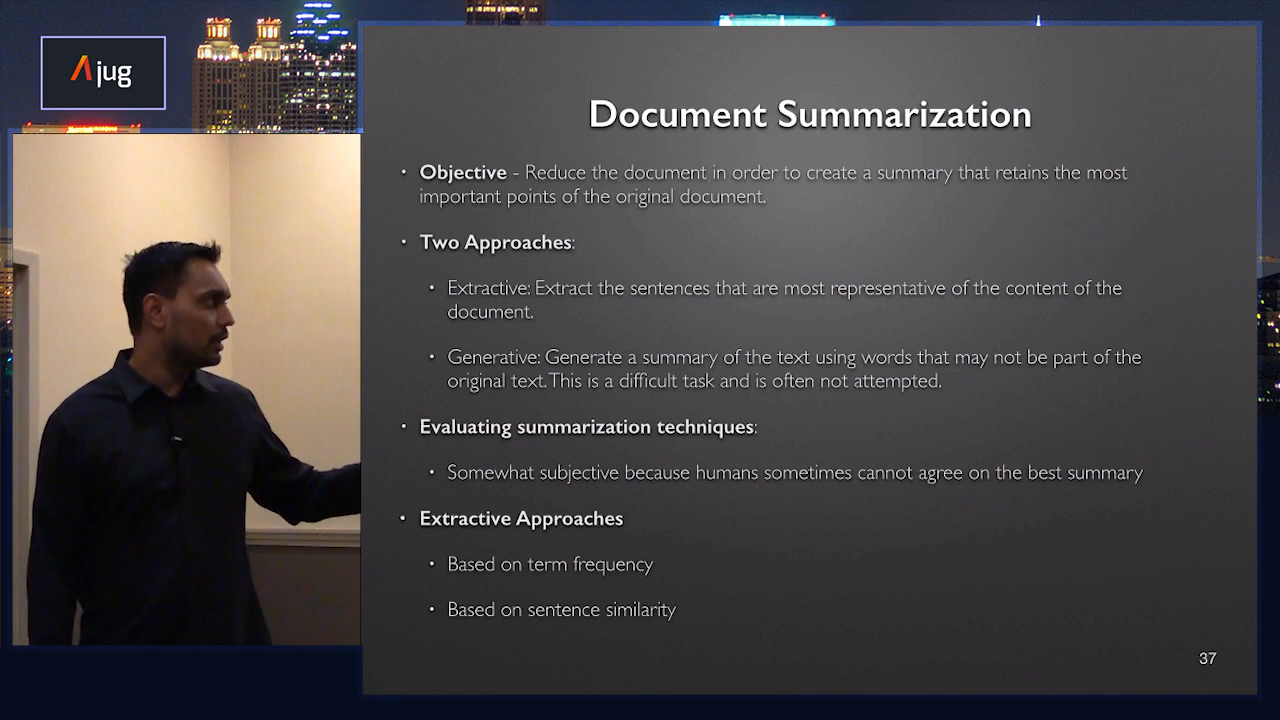 Ajug
Document Summarization
• Objective - Reduce the document in order to create a summary that retains the most
important points of the original document.
• Two Approaches:
• Extractive: Extract the sentences that are most representative of the content of the
document.
• Generative: Generate a summary of the text using words that may not be part of the
original text. This is a difficult task and is often not attempted.
• Evaluating summarization techniques:
• Somewhat subjective because humans sometimes cannot agree on the best summary
• Extractive Approaches
• Based on term frequency
• Based on sentence similarity
37